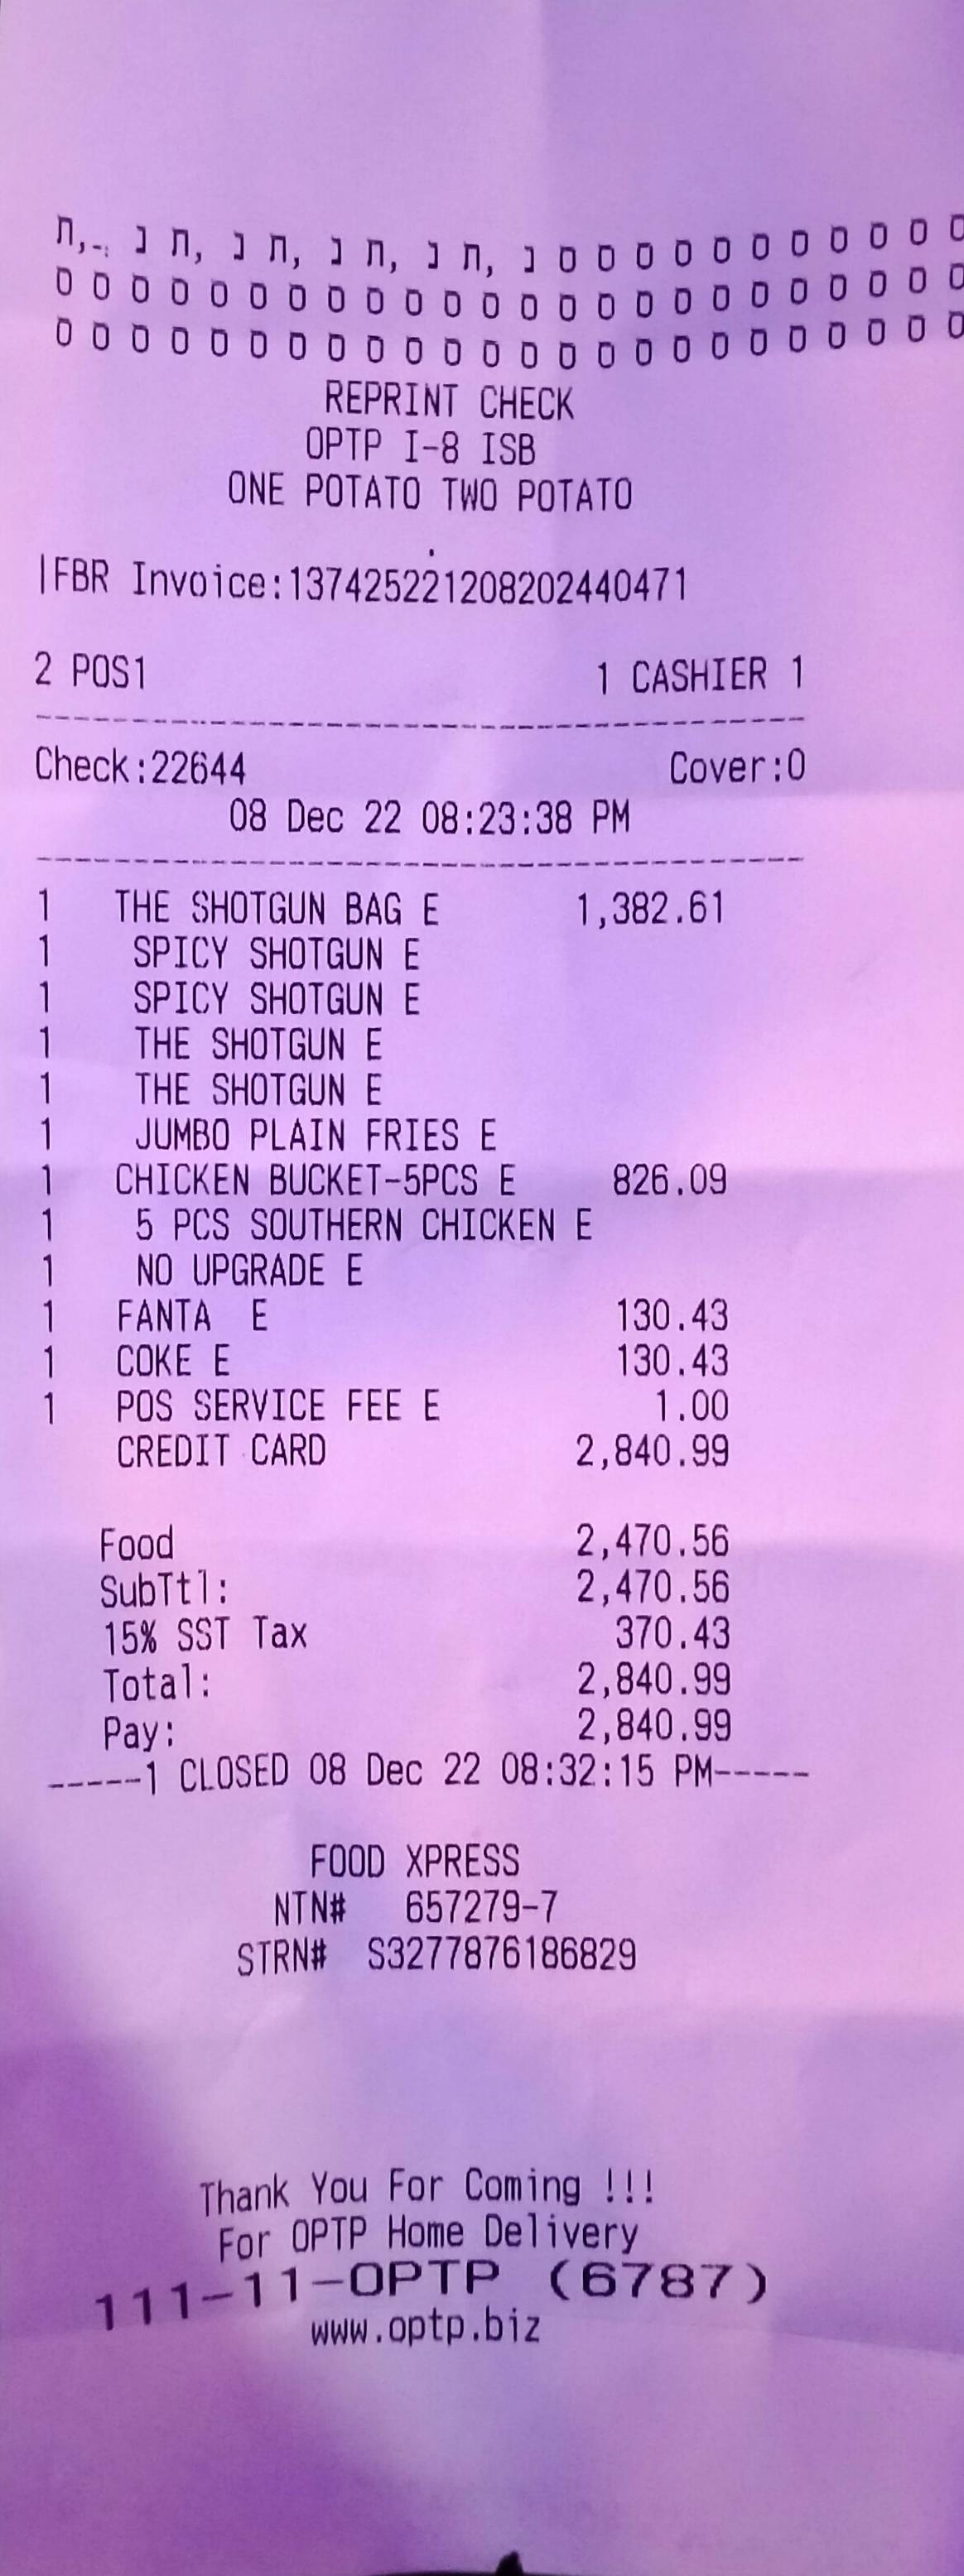 REPRINT CHECK
OPTP I-8 ISB
ONE POTATO TWO POTATO
|FBR Invoice:137425221208202440471
2 POS1 1 CASHIER 1
Check:22644 Cover:0
08 Dec 22 08:23:38 PM
1 THE SHOTGUN BAG E 1,382.61
1 SPICY SHOTGUN E
1 SPICY SHOTGUN E
1 THE SHOTGUN E
1 THE SHOTGUN E
1 JUMBO PLAIN FRIES E
1 CHICKEN BUCKET-5PCS E 826.09
1 5 PCS SOUTHERN CHICKEN E
1 NO UPGRADE E
1 FANTA E 130.43
1 COKE E 130.43
1 POS SERVICE FEE E 1.00
CREDIT CARD 2,840.99
Food 2,470.56
SubTtl: 2,470.56
15% SST Tax 370.43
Total: 2,840.99
Pay: 2,840.99
-----1 CLOSED 08 Dec 22 08:32:15 PM-----
FOOD XPRESS
NTN# 657279-7
STRN# S3277876186829
Thank You For Coming !!!
For OPTP Home Delivery
111-11-OPTP (6787)
www.optp.biz